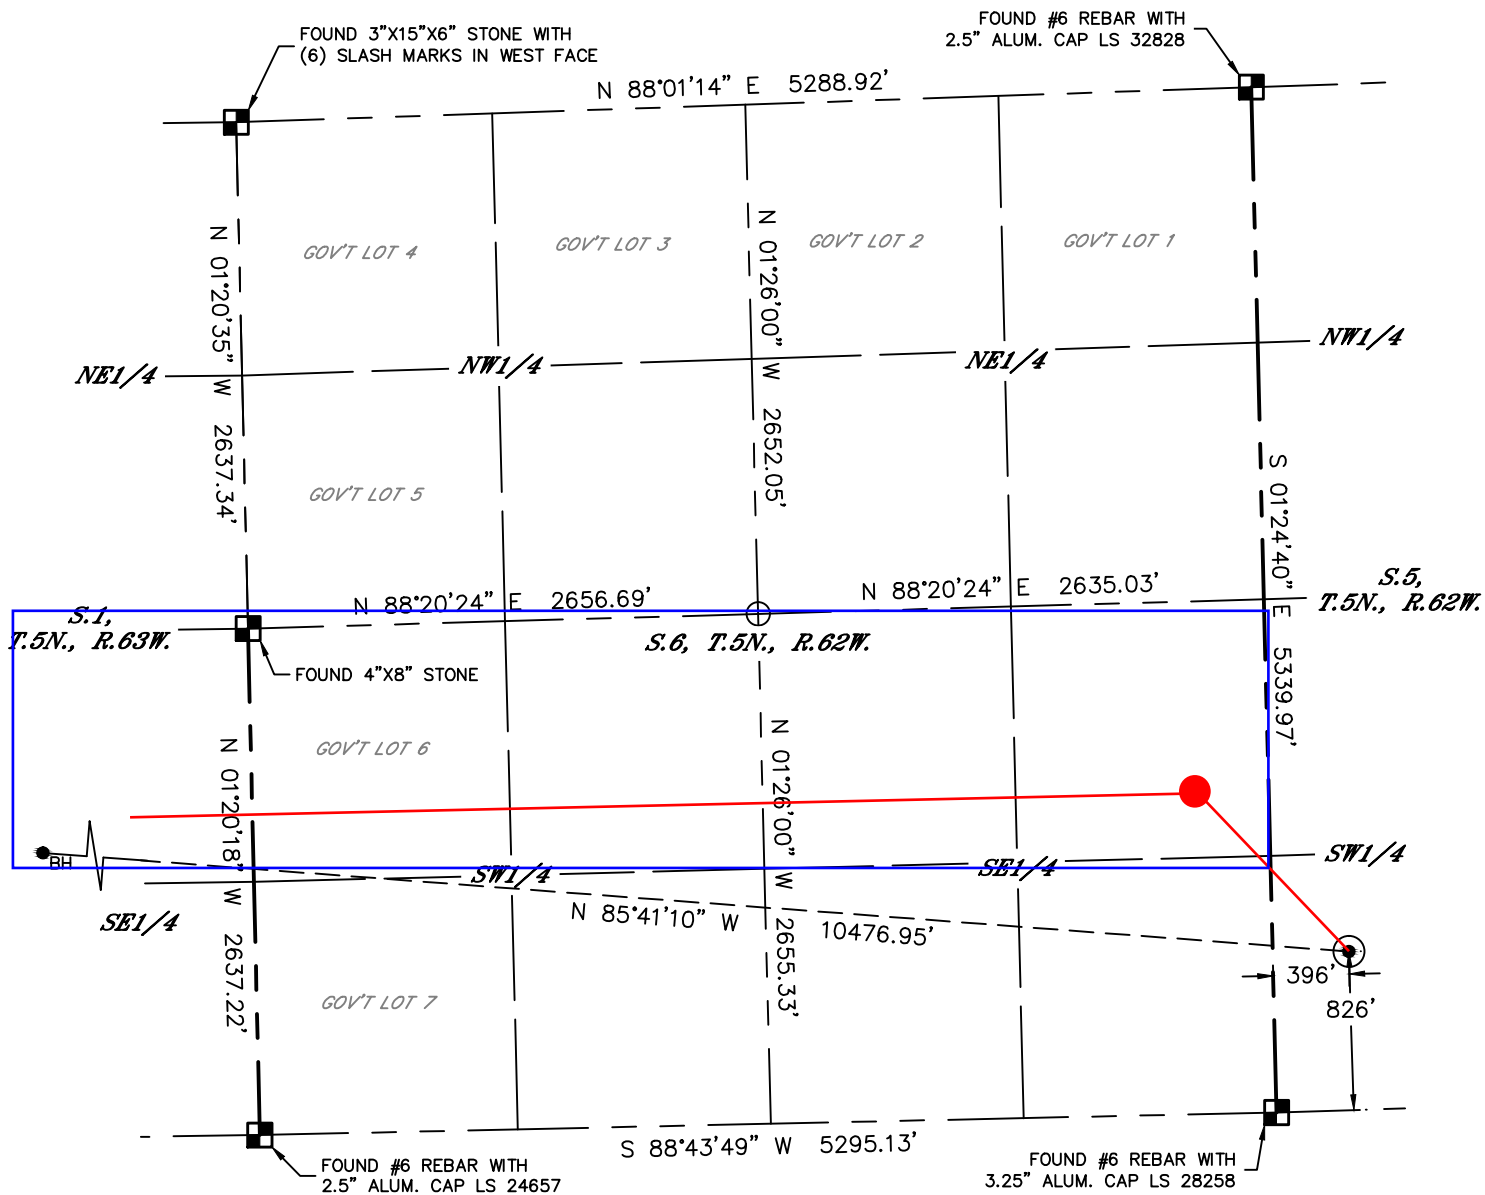 FOUND 3”X15”X6” STONE WITH
(6) SLASH MARKS IN WEST FACE
FOUND #6 REBAR WITH
2.5” ALUM. CAP LS 32828
N 88°01'14” E 5288.92'
GOV'T LOT 4
GOV'T LOT 3
GOV'T LOT 2
GOV'T LOT 1
N 01°20'35” W 2637.34'
N 01°26'00” W 2652.05'
NE1/4
NW1/4
NE1/4
NW1/4
GOV'T LOT 5
S 01°24'40” E 5339.97'
N 88°20'24” E 2656.69'
N 88°20'24” E 2635.03'
S.1,
T.5N., R.63W.
S.6, T.5N., R.62W.
S.5,
T.5N., R.62W.
FOUND 4”X8” STONE
GOV'T LOT 6
N 01°20'18” W 2637.22'
N 01°26'00” W 2655.33'
BH
SE1/4
SW1/4
SE1/4
SW1/4
N 85°41'10” W 10476.95'
396'
826'
GOV'T LOT 7
S 88°43'49” W 5295.13'
FOUND #6 REBAR WITH
2.5” ALUM. CAP LS 24657
FOUND #6 REBAR WITH
3.25” ALUM. CAP LS 28258